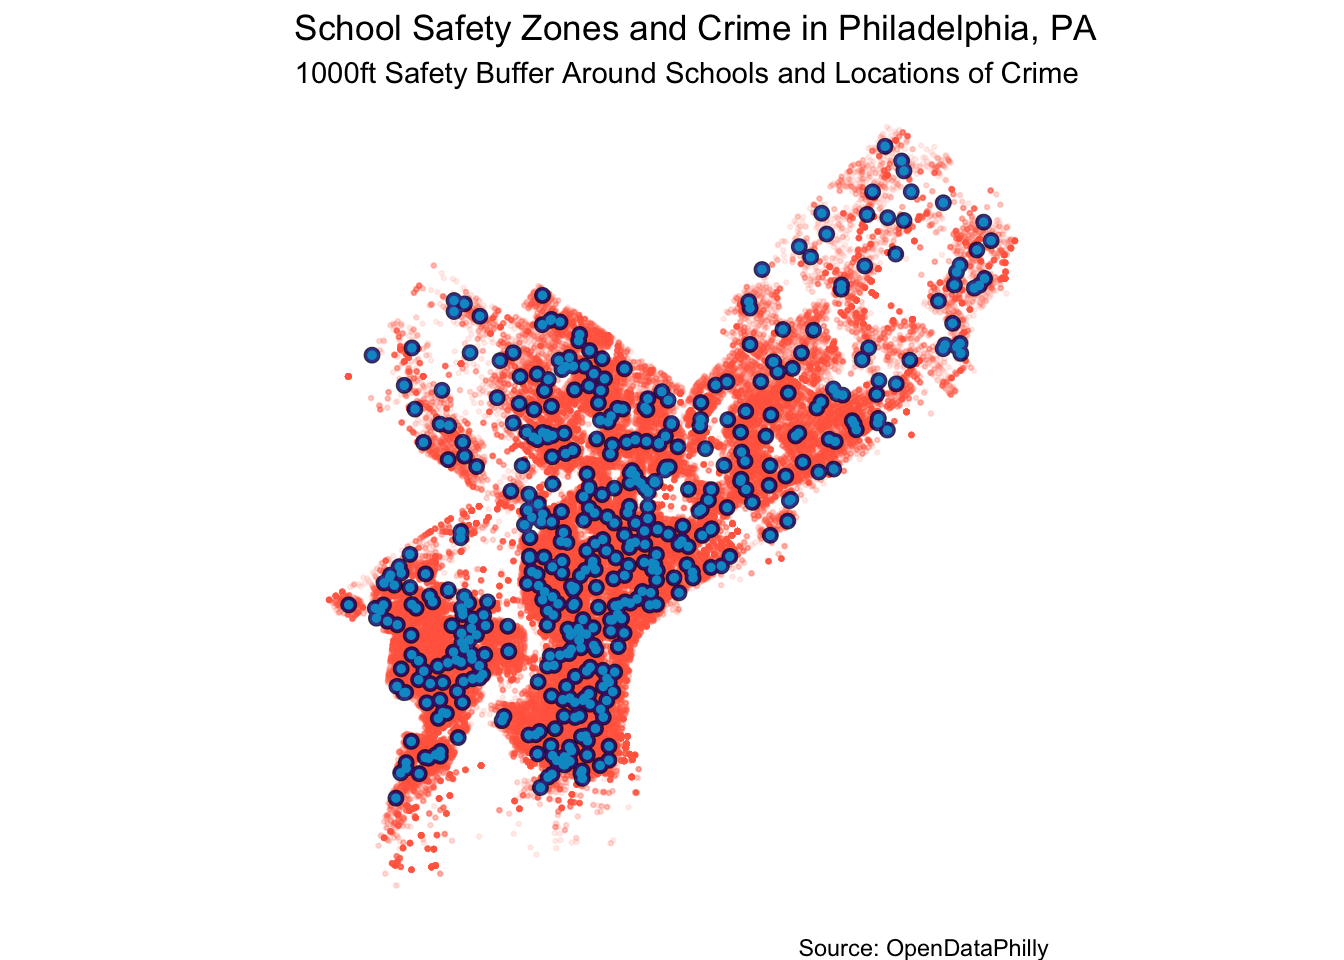 School Safety Zones and Crime in Philadelphia, PA
1000ft Safety Buffer Around Schools and Locations of Crime
Source: OpenDataPhilly